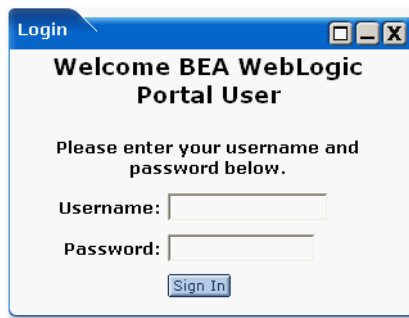 Login
Welcome BEA WebLogic
Portal User
Please enter your username and
password below.
Username:
Password:
Sign In